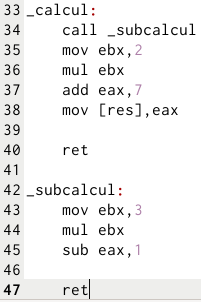 33 _calcul:
34     call _subcalcul
35     mov ebx,2
36     mul ebx
37     add eax,7
38     mov [res],eax
39
40     ret
41
42 _subcalcul:
43     mov ebx,3
44     mul ebx
45     sub eax,1
46
47     ret